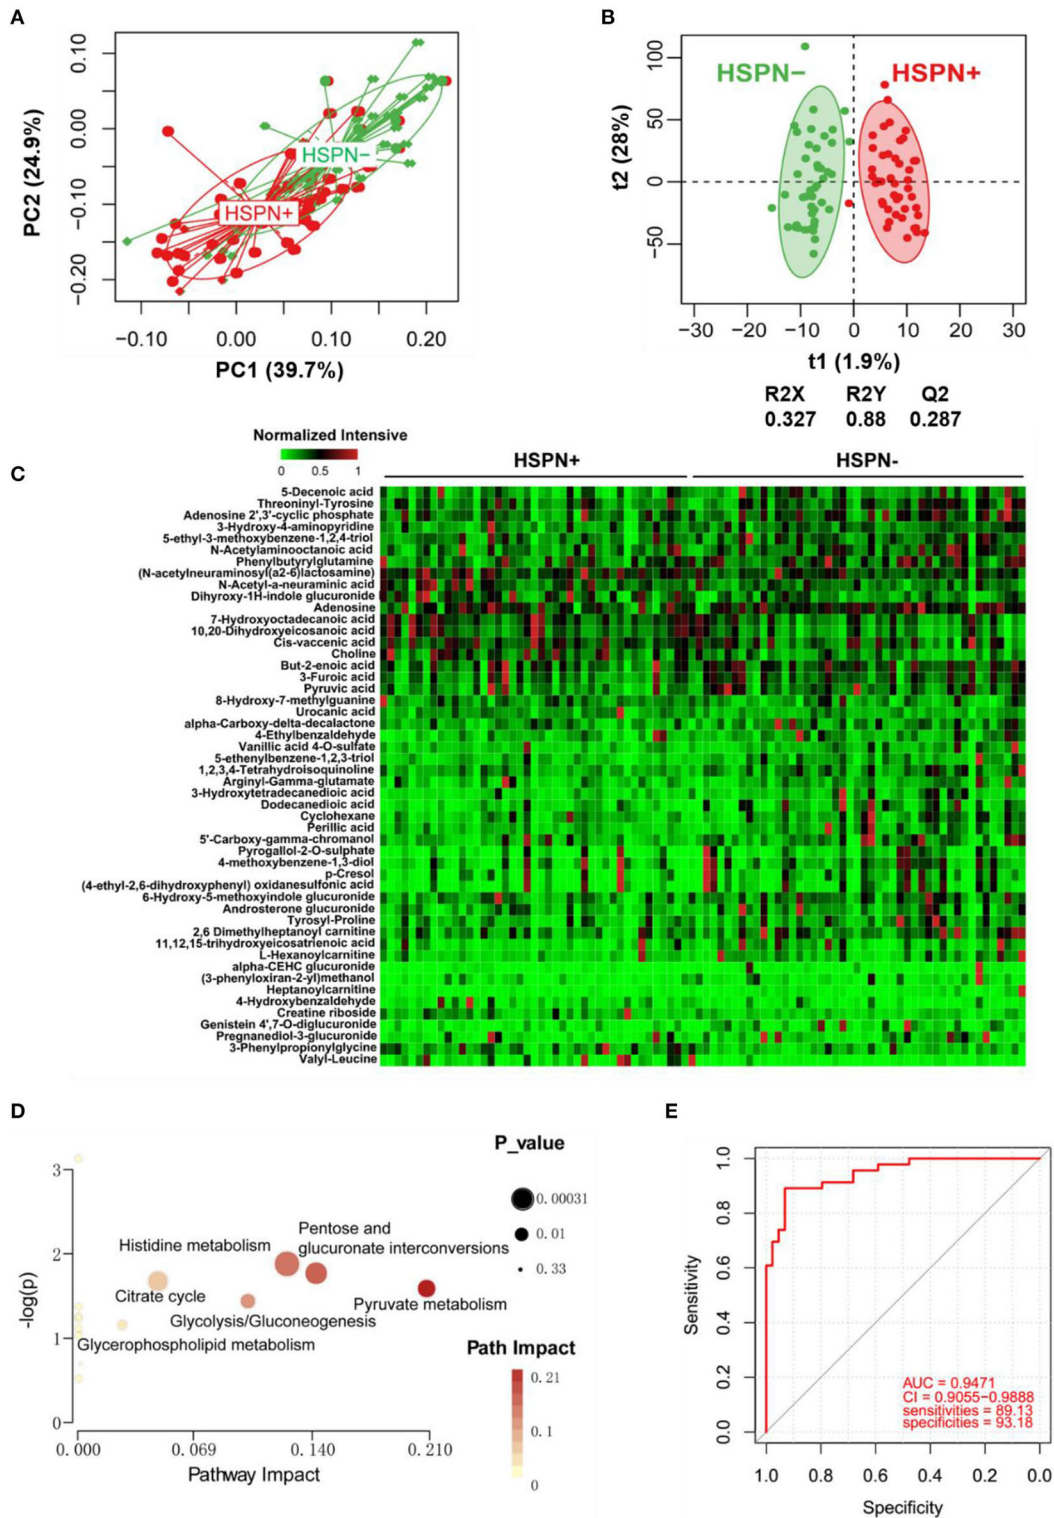 A
0.10
0.00
−0.10
−0.20
PC2 (24.9%)
HSPN−
HSPN+
−0.10
0.00
0.10
0.20
PC1 (39.7%)
B
100
50
0
−50
t2 (28%)
HSPN−
HSPN+
−30
−20
−10
0
10
20
30
t1 (1.9%)
R2X R2Y Q2
0.327 0.88 0.287
C
Normalized Intensive
0 0.5 1
HSPN+
HSPN-
5-Decenoic acid
Threoninyl-Tyrosine
Adenosine 2',3'-cyclic phosphate
3-Hydroxy-4-aminopyridine
5-ethyl-3-methoxybenzene-1,2,4-triol
N-Acetylaminooctanoic acid
Phenylbutyrylglutamine
(N-acetylneuraminosyl(a2-6)lactosamine)
N-Acetyl-a-neuraminic acid
Dihyroxy-1H-indole glucuronide
Adenosine
7-Hydroxyoctadecanoic acid
10,20-Dihydroxyeicosanoic acid
Cis-vaccenic acid
Choline
But-2-enoic acid
3-Furoic acid
Pyruvic acid
8-Hydroxy-7-methylguanine
Urocanic acid
alpha-Carboxy-delta-decalactone
4-Ethylbenzaldehyde
Vanillic acid 4-O-sulfate
5-ethenylbenzene-1,2,3-triol
1,2,3,4-Tetrahydroisoquinoline
Arginyl-Gamma-glutamate
3-Hydroxytetradecanedioic acid
Dodecanedioic acid
Cyclohexane
Perillic acid
5'-Carboxy-gamma-chromanol
Pyrogallol-2-O-sulphate
4-methoxybenzene-1,3-diol
p-Cresol
(4-ethyl-2,6-dihydroxyphenyl) oxidanesulfonic acid
6-Hydroxy-5-methoxyindole glucuronide
Androsterone glucuronide
Tyrosyl-Proline
2,6 Dimethylheptanoyl carnitine
11,12,15-trihydroxyeicosatrienoic acid
L-Hexanoylcarnitine
alpha-CEHC glucuronide
(3-phenyloxiran-2-yl)methanol
Heptanoylcarnitine
4-Hydroxybenzaldehyde
Creatine riboside
Genistein 4',7-O-diglucuronide
Pregnanediol-3-glucuronide
3-Phenylpropionylglycine
Valyl-Leucine
D
3
2
1
0
-log(p)
Histidine metabolism
Pentose and
glucuronate interconversions
Citrate cycle
Glycolysis/Gluconeogenesis
Pyruvate metabolism
Glycerophospholipid metabolism
0.000
0.069
0.140
0.210
Pathway Impact
P_value
0.00031
0.01
0.33
Path Impact
0.21
0.1
0
E
1.0
0.8
0.6
0.4
0.2
0.0
Sensitivity
AUC = 0.9471
CI = 0.9055−0.9888
sensitivities = 89.13
specificities = 93.18
1.0
0.8
0.6
0.4
0.2
0.0
Specificity